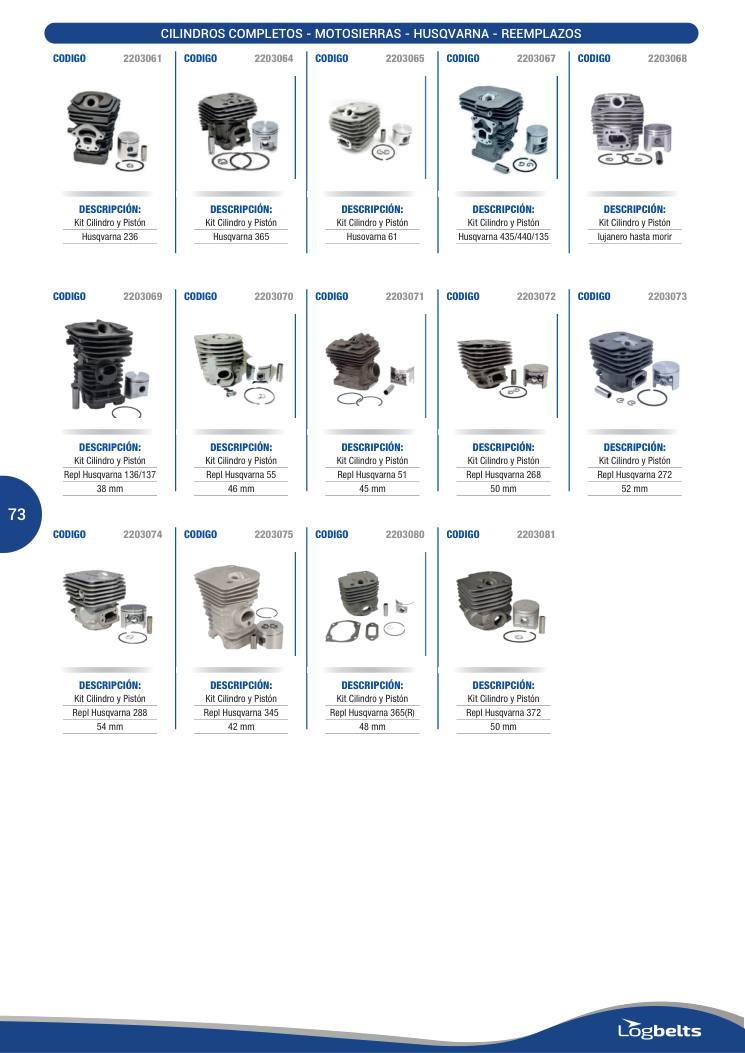 CILINDROS COMPLETOS - MOTOSIERRAS - HUSQVARNA - REEMPLAZOS
CODIGO 2203061
DESCRIPCIÓN:
Kit Cilindro y Pistón
Husqvarna 236
CODIGO 2203064
DESCRIPCIÓN:
Kit Cilindro y Pistón
Husqvarna 365
CODIGO 2203065
DESCRIPCIÓN:
Kit Cilindro y Pistón
Husovarna 61
CODIGO 2203067
DESCRIPCIÓN:
Kit Cilindro y Pistón
Husqvarna 435/440/135
CODIGO 2203068
DESCRIPCIÓN:
Kit Cilindro y Pistón
lujanero hasta morir
CODIGO 2203069
DESCRIPCIÓN:
Kit Cilindro y Pistón
Repl Husqvarna 136/137
38 mm
CODIGO 2203070
DESCRIPCIÓN:
Kit Cilindro y Pistón
Repl Husqvarna 55
46 mm
CODIGO 2203071
DESCRIPCIÓN:
Kit Cilindro y Pistón
Repl Husqvarna 51
45 mm
CODIGO 2203072
DESCRIPCIÓN:
Kit Cilindro y Pistón
Repl Husqvarna 268
50 mm
CODIGO 2203073
DESCRIPCIÓN:
Kit Cilindro y Pistón
Repl Husqvarna 272
52 mm
73
CODIGO 2203074
DESCRIPCIÓN:
Kit Cilindro y Pistón
Repl Husqvarna 288
54 mm
CODIGO 2203075
DESCRIPCIÓN:
Kit Cilindro y Pistón
Repl Husqvarna 345
42 mm
CODIGO 2203080
DESCRIPCIÓN:
Kit Cilindro y Pistón
Repl Husqvarna 365(R)
48 mm
CODIGO 2203081
DESCRIPCIÓN:
Kit Cilindro y Pistón
Repl Husqvarna 372
50 mm
Logbelts